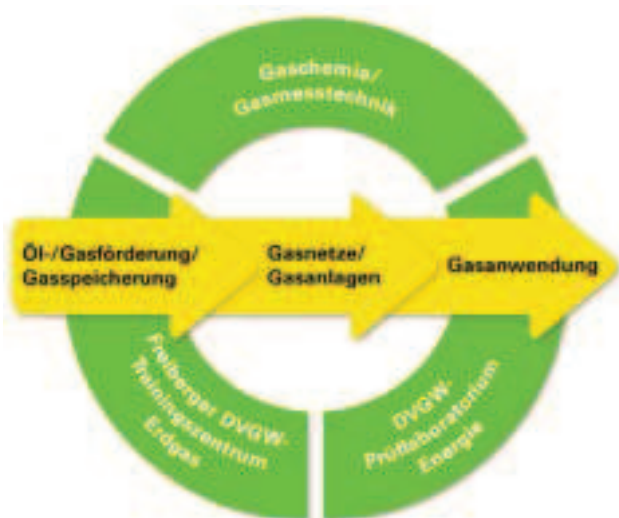 Gaschemie/
Gasmesstechnik
Öl-/Gasförderung/
Gasspeicherung
Gasnetze/
Gasanlagen
Gasanwendung
Freiberger DVGW-
Trainingszentrum
Erdgas
DVGW-
Prüflaboratorium
Energie